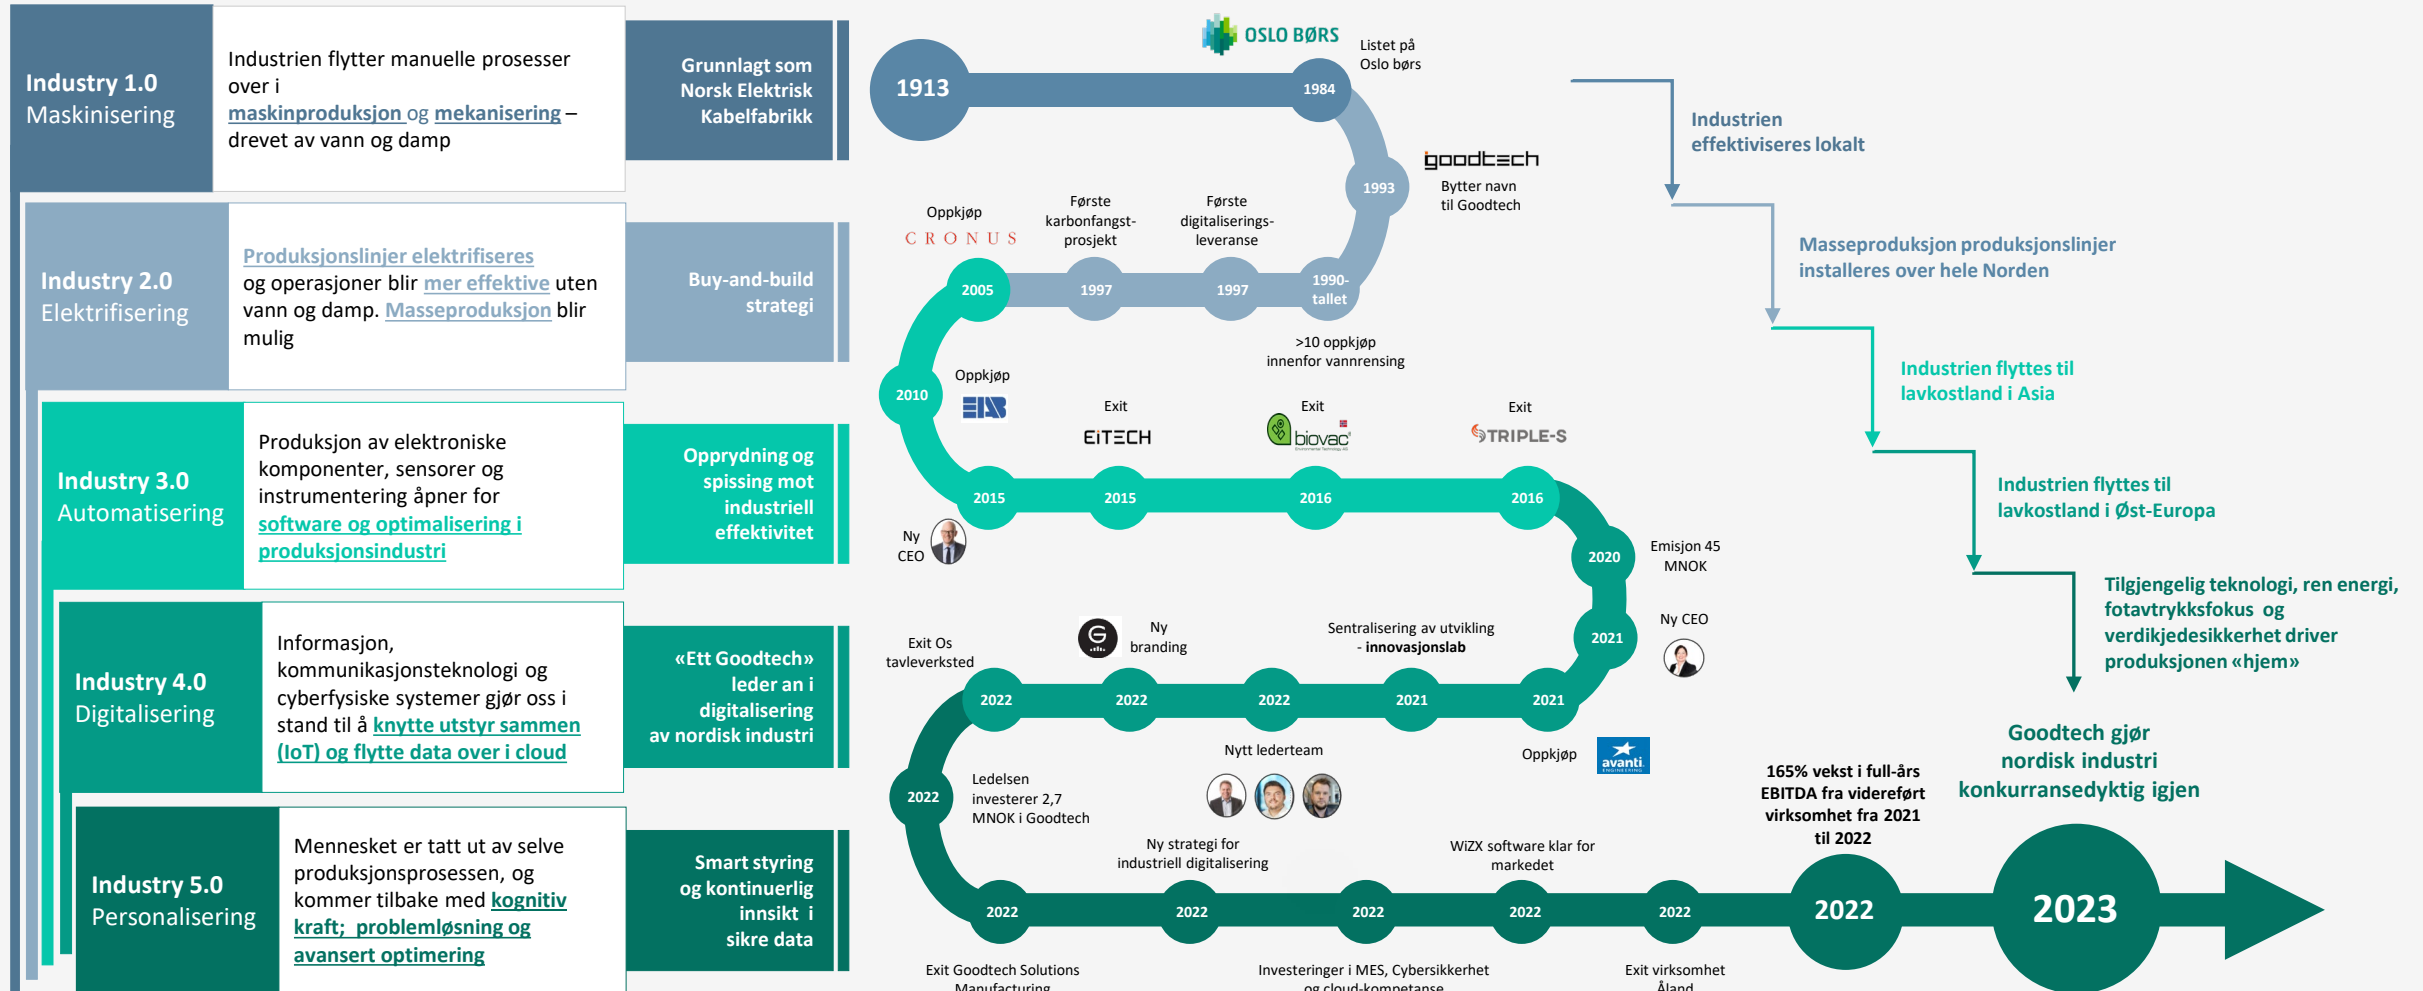 Industry 1.0
Maskinisering
Industrien flytter manuelle prosesser
over i
maskinproduksjon og mekanisering –
drevet av vann og damp
Grunnlagt som
Norsk Elektrisk
Kabelfabrikk
Industry 2.0
Elektrifisering
Produksjonslinjer elektrifiseres
og operasjoner blir mer effektive uten
vann og damp. Masseproduksjon blir
mulig
Buy-and-build
strategi
Industry 3.0
Automatisering
Produksjon av elektroniske
komponenter, sensorer og
instrumentering åpner for
software og optimalisering i
produksjonsindustri
Opprydning og
spissing mot
industriell
effektivitet
Industry 4.0
Digitalisering
Informasjon,
kommunikasjonsteknologi og
cyberfysiske systemer gjør oss i
stand til å knytte utstyr sammen
(IoT) og flytte data over i cloud
«Ett Goodtech»
leder an i
digitalisering
av nordisk industri
Industry 5.0
Personalisering
Mennesket er tatt ut av selve
produksjonsprosessen, og
kommer tilbake med kognitiv
kraft; problemløsning og
avansert optimering
Smart styring
og kontinuerlig
innsikt i
sikre data
1913
OSLO BØRS
1984
Listet på
Oslo børs
1993
goodtech
Bytter navn
til Goodtech
1990-
tallet
>10 oppkjøp
innenfor vannrensing
Første
digitaliserings-
leveranse
1997
Første
karbonfangst-
prosjekt
1997
Oppkjøp
CRONUS
2005
2010
Oppkjøp
EIAB
2015
Ny
CEO
Exit
EITECH
2015
Exit
biovac
Environmental Technology AS
2016
Exit
TRIPLE-S
2016
2020
Emisjon 45
MNOK
2021
Ny CEO
2021
Oppkjøp
avanti
ENGINEERING
Sentralisering av utvikling
- innovasjonslab
2021
2022
Nytt lederteam
G
Ny
branding
2022
Exit Os
tavleverksted
2022
2022
Ledelsen
investerer 2,7
MNOK i Goodtech
2022
Exit Goodtech Solutions
Manufacturing
Ny strategi for
industriell digitalisering
2022
2022
Investeringer i MES, Cybersikkerhet
og cloud-kompetanse
WiZX software klar for
markedet
2022
2022
Exit virksomhet
Åland
165% vekst i full-års
EBITDA fra videreført
virksomhet fra 2021
til 2022
2022
2023
Industrien
effektiviseres lokalt
Masseproduksjon produksjonslinjer
installeres over hele Norden
Industrien flyttes til
lavkostland i Asia
Industrien flyttes til
lavkostland i Øst-Europa
Tilgjengelig teknologi, ren energi,
fotavtrykksfokus og
verdikjedesikkerhet driver
produksjonen «hjem»
Goodtech gjør
nordisk industri
konkurransedyktig igjen